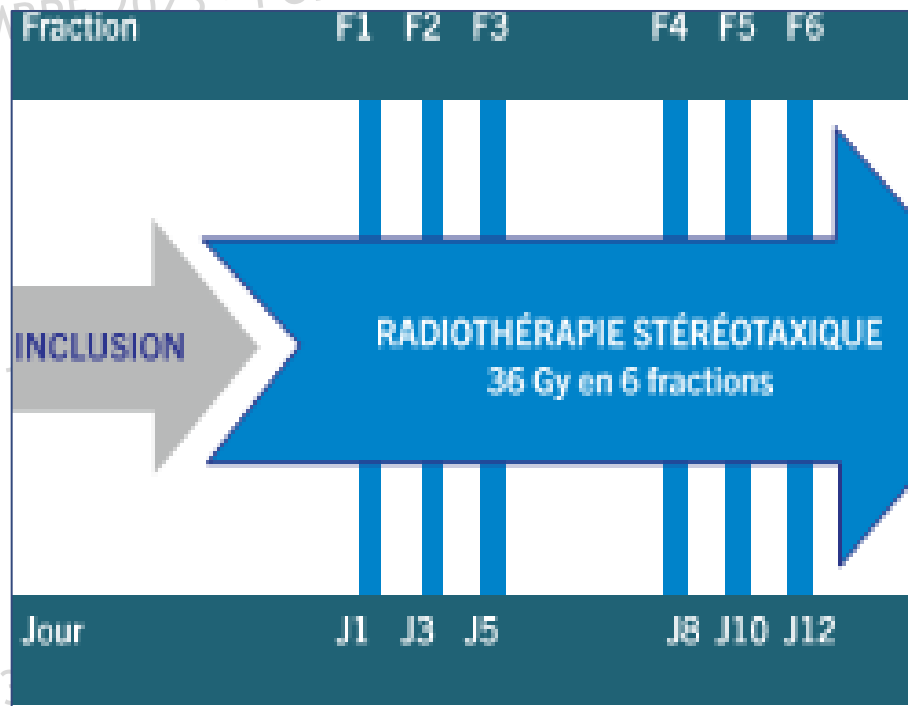 Fraction F1 F2 F3 F4 F5 F6
INCLUSION
RADIOTHÉRAPIE STÉRÉOTAXIQUE
36 Gy en 6 fractions
Jour J1 J3 J5 J8 J10 J12